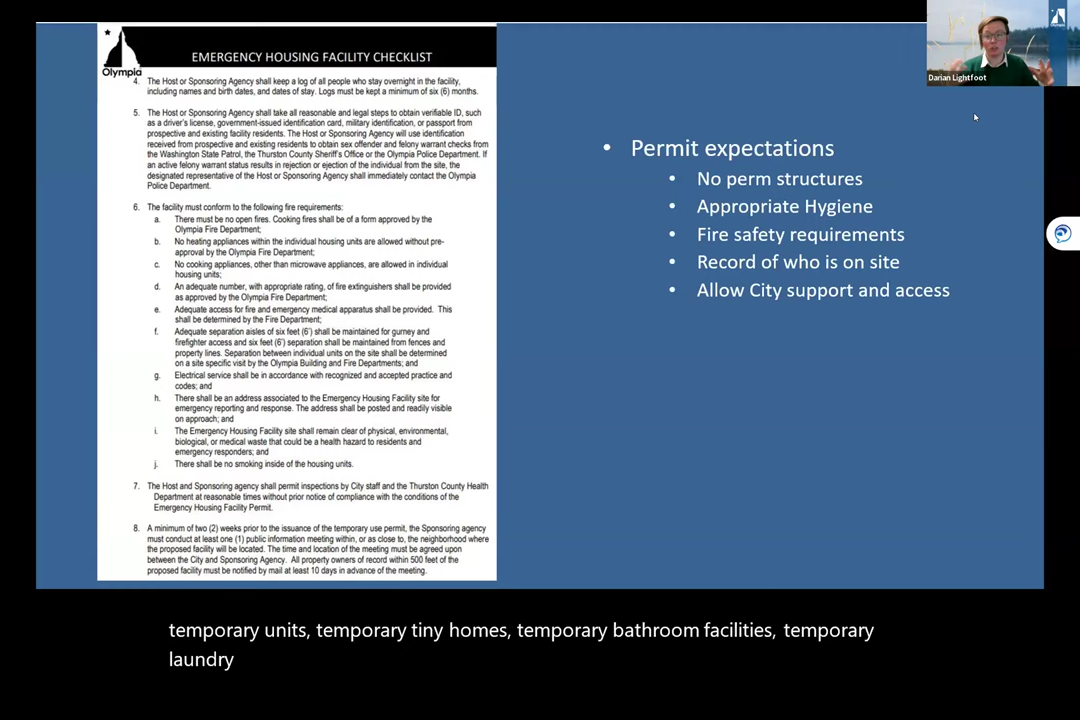 Olympia
EMERGENCY HOUSING FACILITY CHECKLIST
4. The Host or Sponsoring Agency shall keep a log of all people who stay overnight in the facility,
including names and birth dates, and dates of stay. Logs must be kept a minimum of six (6) months.
5. The Host or Sponsoring Agency shall take all reasonable and legal steps to obtain verifiable ID, such
as a driver's license, government-issued identification card, military identification, or passport from
prospective and existing facility residents. The Host or Sponsoring Agency will use identification
received from prospective and existing residents to obtain sex offender and felony warrant checks from
the Washington State Patrol, the Thurston County Sheriff's Office or the Olympia Police Department. If
an active felony warrant status results in rejection or ejection of the individual from the site, the
designated representative of the Host or Sponsoring Agency shall immediately contact the Olympia
Police Department.
6. The facility must conform to the following fire requirements:
a. There must be no open fires. Cooking fires shall be of a form approved by the
Olympia Fire Department;
b. No heating appliances within the individual housing units are allowed without pre-
approval by the Olympia Fire Department;
c. No cooking appliances, other than microwave appliances, are allowed in individual
housing units;
d. An adequate number, with appropriate rating, of fire extinguishers shall be provided
as approved by the Olympia Fire Department;
e. Adequate access for fire and emergency medical apparatus shall be provided. This
shall be determined by the Fire Department;
f. Adequate separation aisles of six feet (6') shall be maintained for gurney and
firefighter access and six feet (6') separation shall be maintained from fences and
property lines. Separation between individual units on the site shall be determined
on a site specific visit by the Olympia Building and Fire Departments; and
g. Electrical service shall be in accordance with recognized and accepted practice and
codes; and
h. There shall be an address associated to the Emergency Housing Facility site for
emergency reporting and response. The address shall be posted and readily visible
on approach; and
i. The Emergency Housing Facility site shall remain clear of physical, environmental,
biological, or medical waste that could be a health hazard to residents and
emergency responders; and
j. There shall be no smoking inside of the housing units.
7. The Host and Sponsoring agency shall permit inspections by City staff and the Thurston County Health
Department at reasonable times without prior notice of compliance with the conditions of the
Emergency Housing Facility Permit.
8. A minimum of two (2) weeks prior to the issuance of the temporary use permit, the Sponsoring agency
must conduct at least one (1) public information meeting within, or as close to, the neighborhood where
the proposed facility will be located. The time and location of the meeting must be agreed upon
between the City and Sponsoring Agency. All property owners of record within 500 feet of the
proposed facility must be notified by mail at least 10 days in advance of the meeting.
• Permit expectations
• No perm structures
• Appropriate Hygiene
• Fire safety requirements
• Record of who is on site
• Allow City support and access
Darian Lightfoot
temporary units, temporary tiny homes, temporary bathroom facilities, temporary
laundry